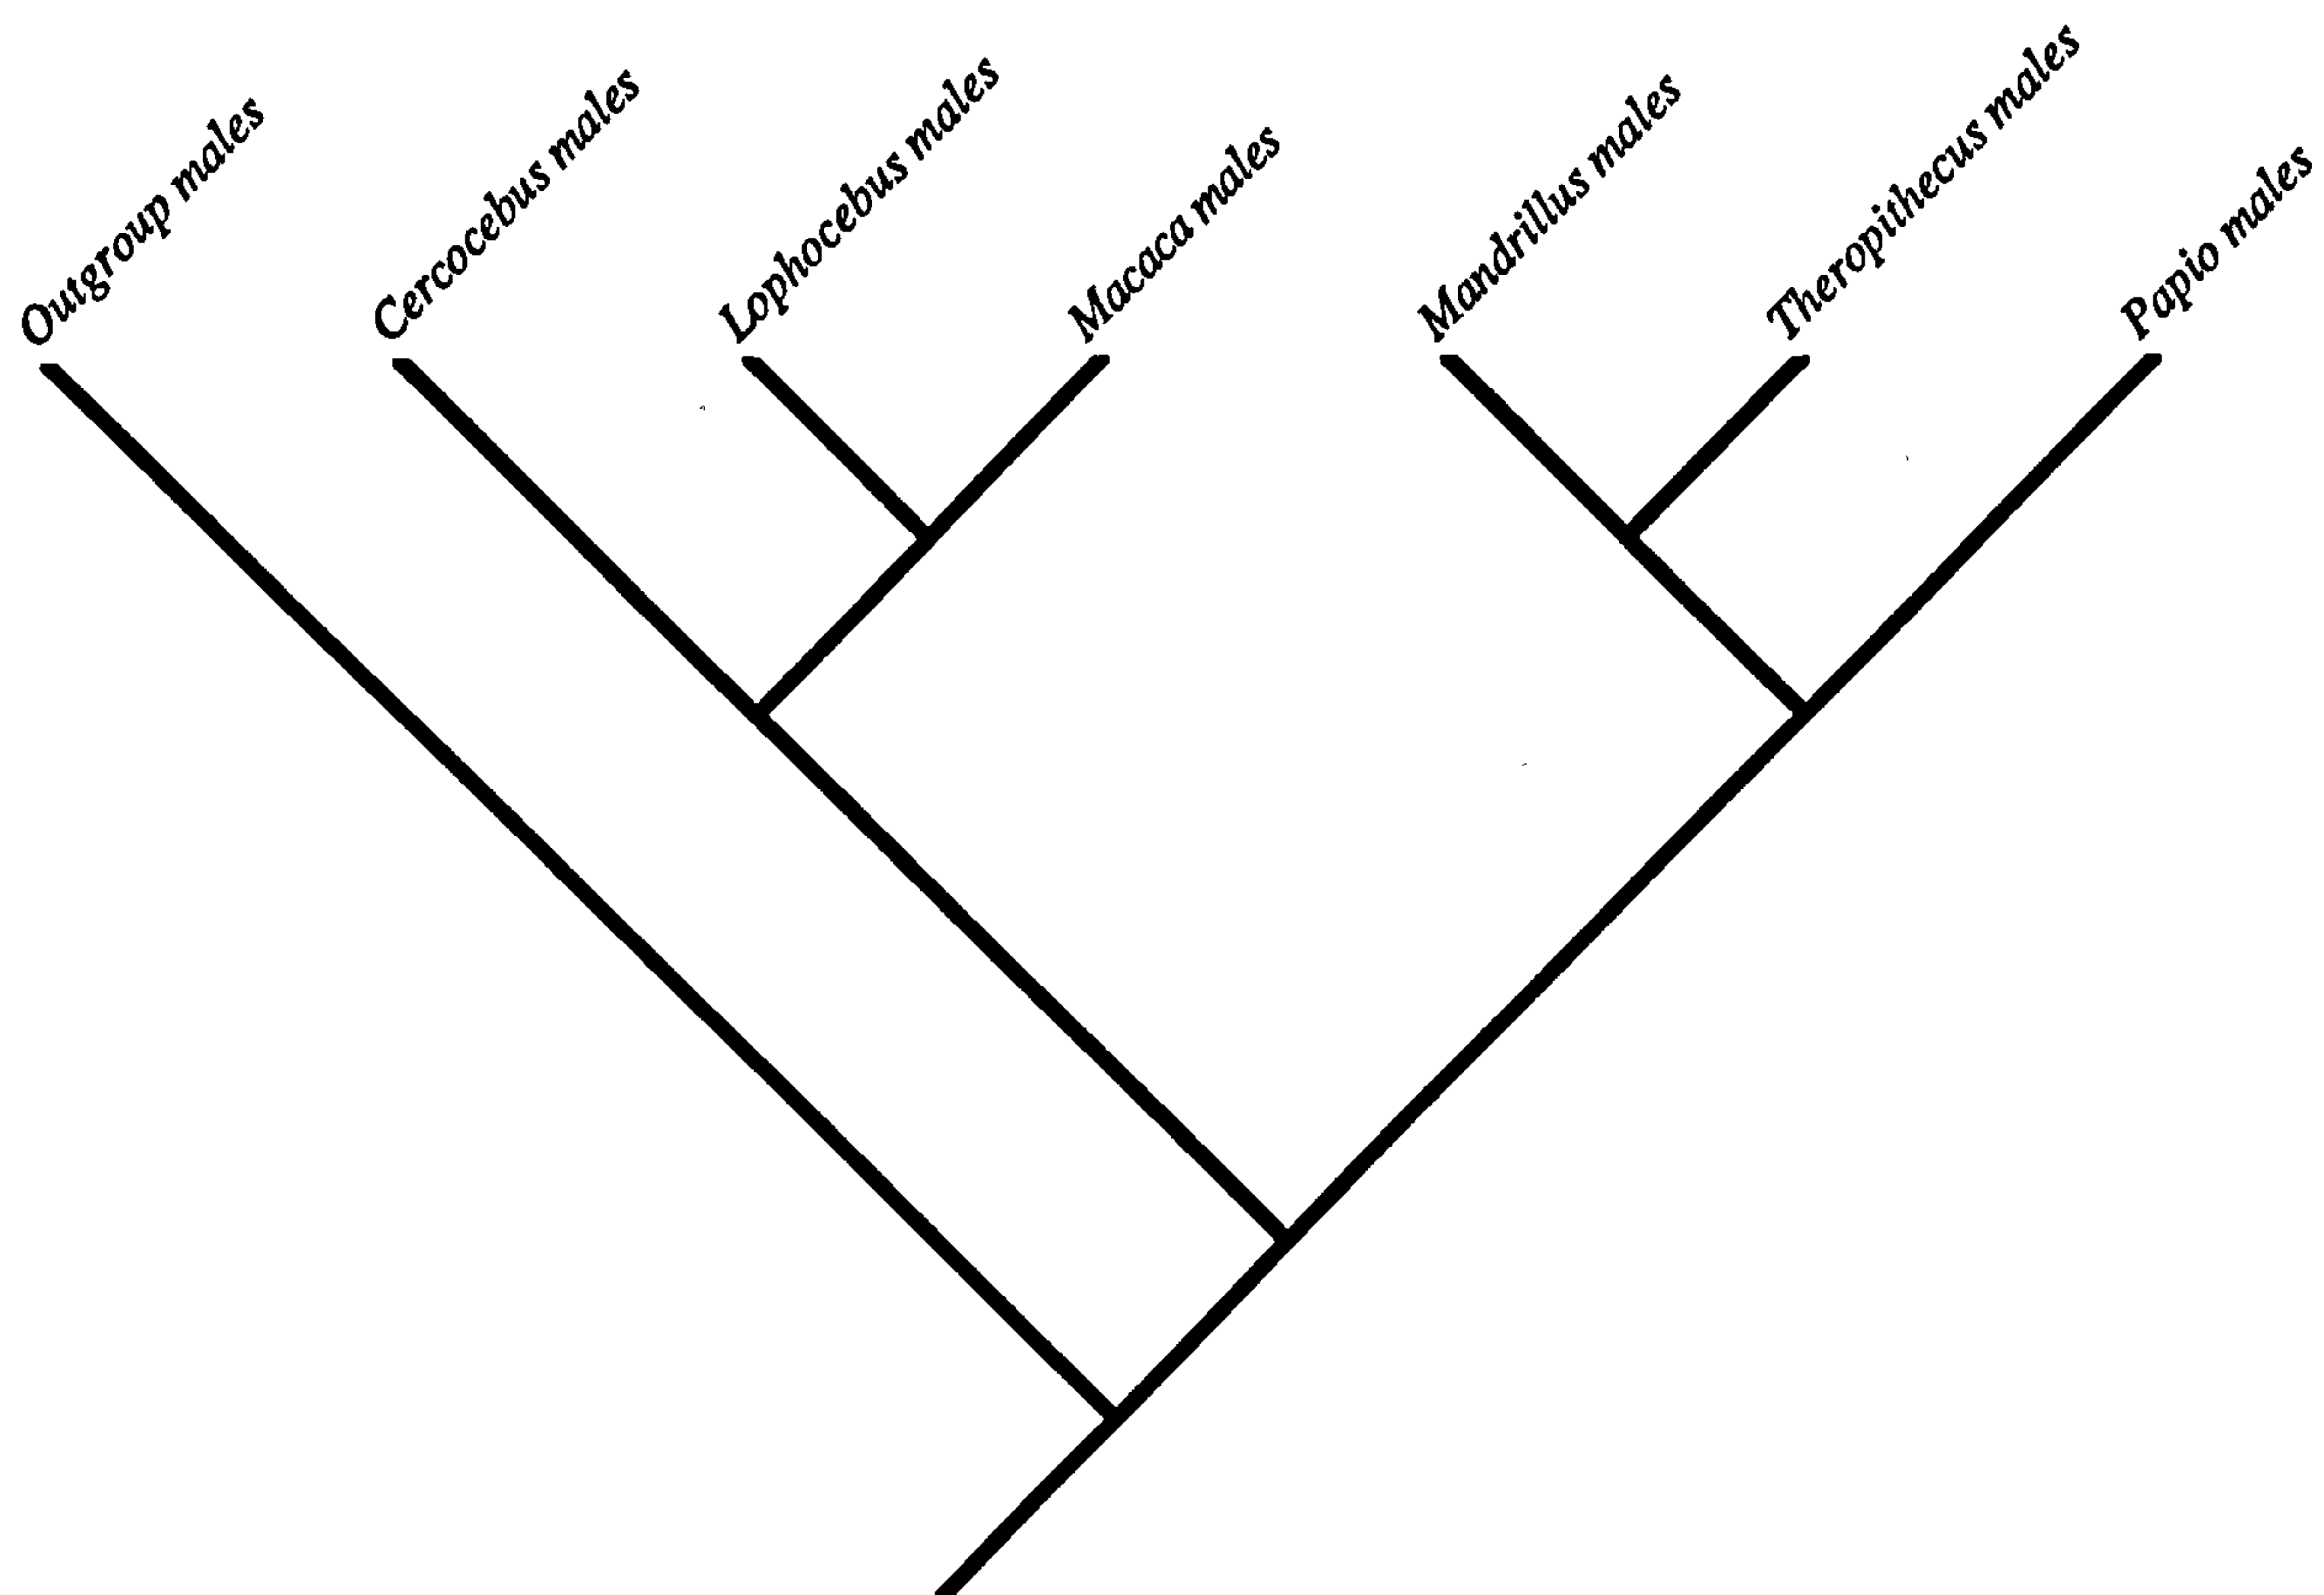 Outgroup males
Cercocebus males
Lophocebus males
Macaca males
Mandrillus males
Theropithecus males
Papio males